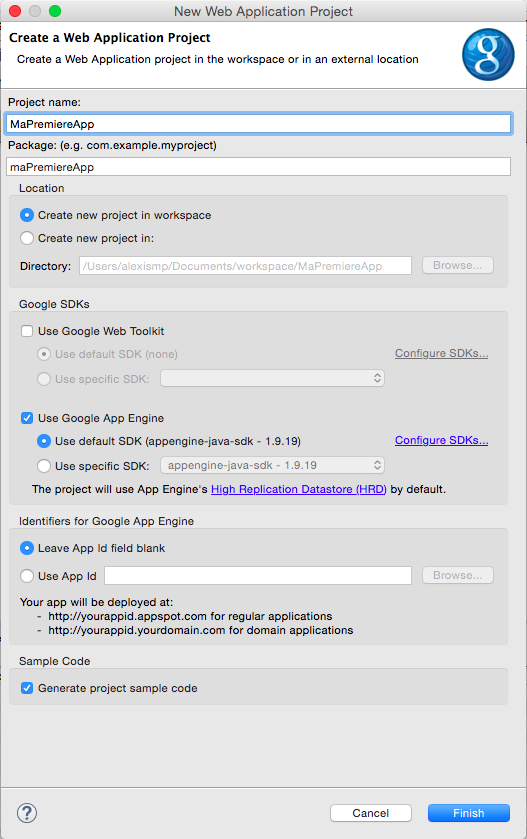 New Web Application Project
Create a Web Application Project
Create a Web Application project in the workspace or in an external location
g
Project name:
MaPremiereApp
Package: (e.g. com.example.myproject)
maPremiereApp
Location
Create new project in workspace
Create new project in:
Directory: /Users/alexismp/Documents/workspace/MaPremiereApp Browse...
Google SDKs
Use Google Web Toolkit
Use default SDK (none) Configure SDKs...
Use specific SDK:
Use Google App Engine
Use default SDK (appengine-java-sdk - 1.9.19) Configure SDKs...
Use specific SDK: appengine-java-sdk - 1.9.19
The project will use App Engine's High Replication Datastore (HRD) by default.
Identifiers for Google App Engine
Leave App Id field blank
Use App Id Browse...
Your app will be deployed at:
- http://yourappid.appspot.com for regular applications
- http://yourappid.yourdomain.com for domain applications
Sample Code
Generate project sample code
? Cancel Finish